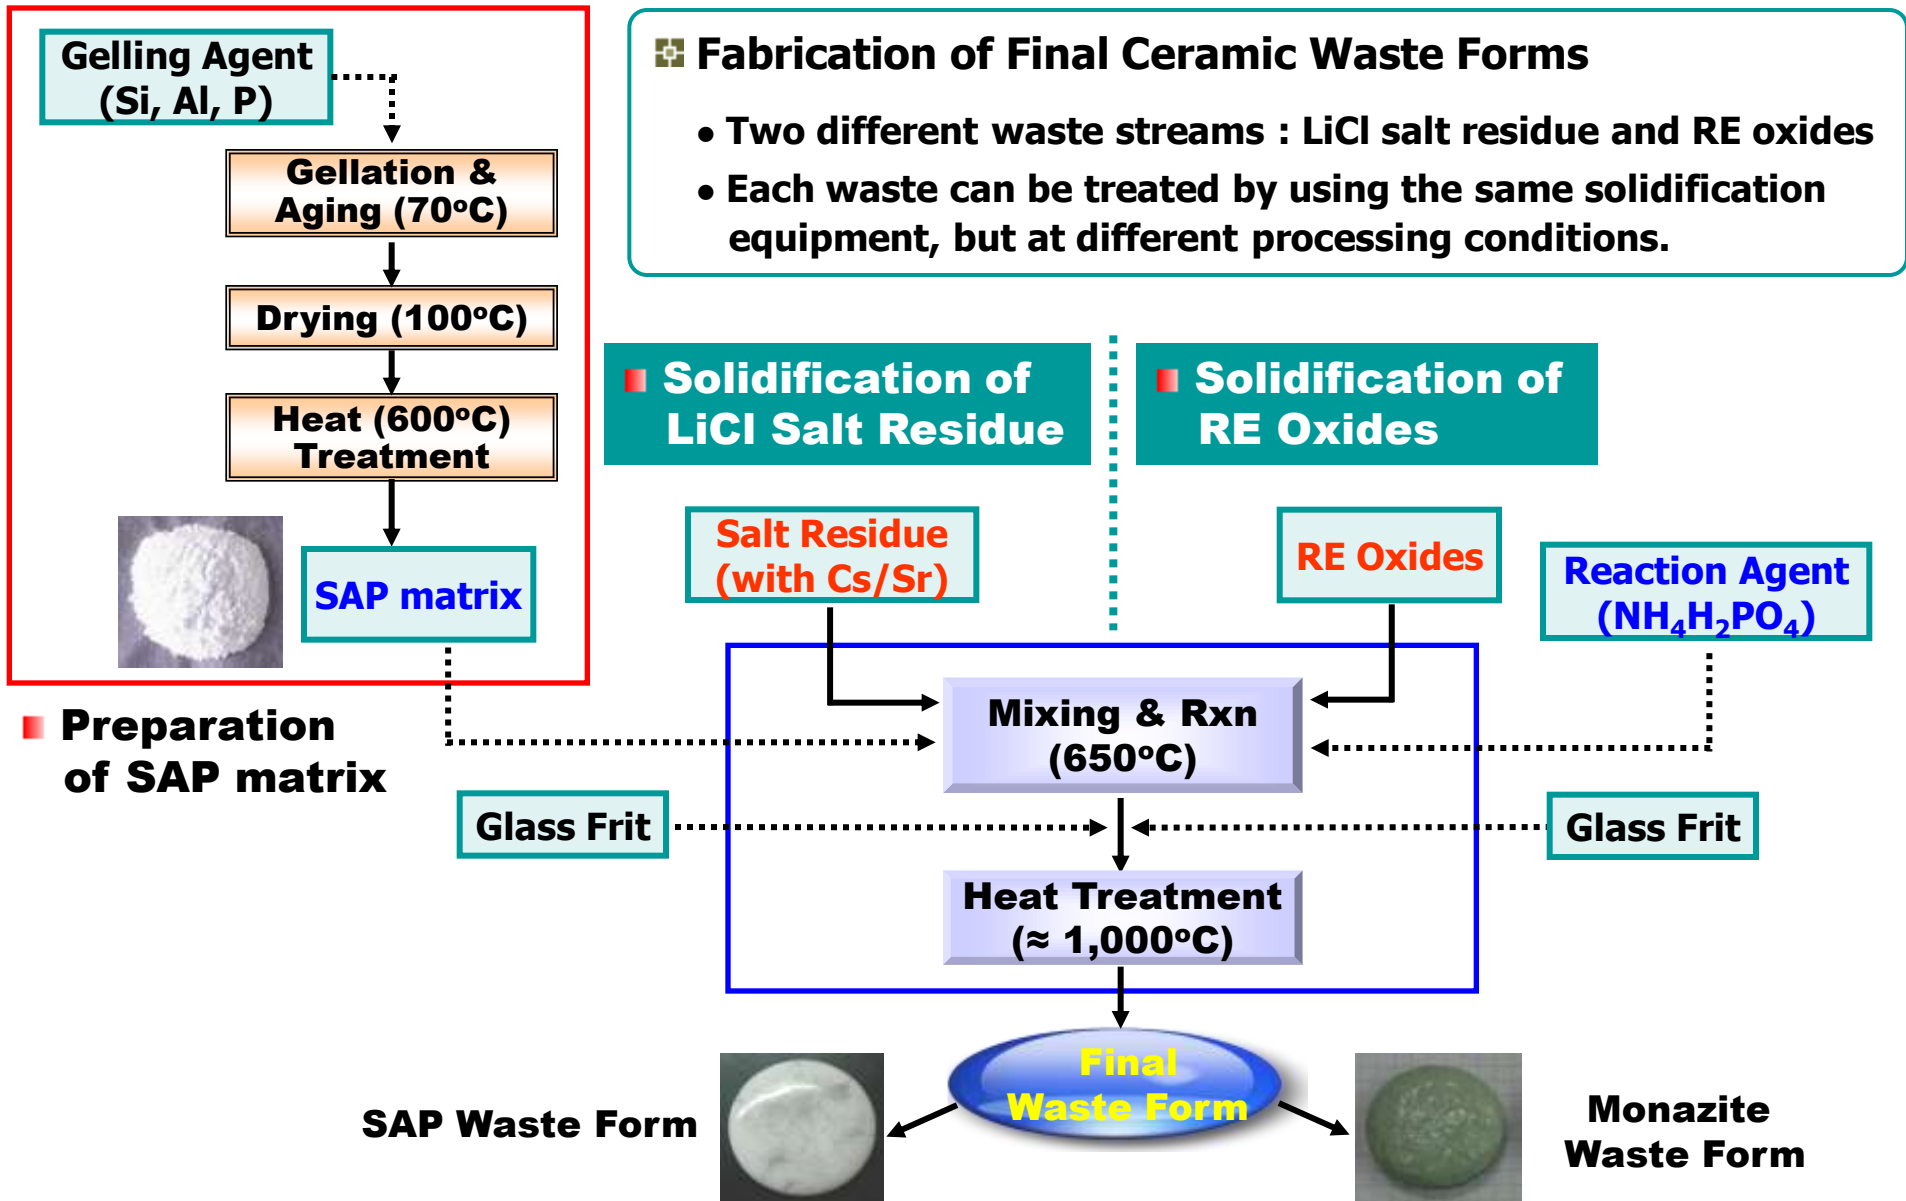 Gelling Agent
(Si, Al, P)
Gellation &
Aging (70°C)
Drying (100°C)
Heat (600°C)
Treatment
SAP matrix
Preparation
of SAP matrix
Fabrication of Final Ceramic Waste Forms
• Two different waste streams : LiCl salt residue and RE oxides
• Each waste can be treated by using the same solidification
equipment, but at different processing conditions.
Solidification of
LiCl Salt Residue
Solidification of
RE Oxides
Salt Residue
(with Cs/Sr)
RE Oxides
Reaction Agent
(NH₄H₂PO₄)
Mixing & Rxn
(650°C)
Glass Frit
Glass Frit
Heat Treatment
(≈ 1,000°C)
Final
Waste Form
SAP Waste Form
Monazite
Waste Form